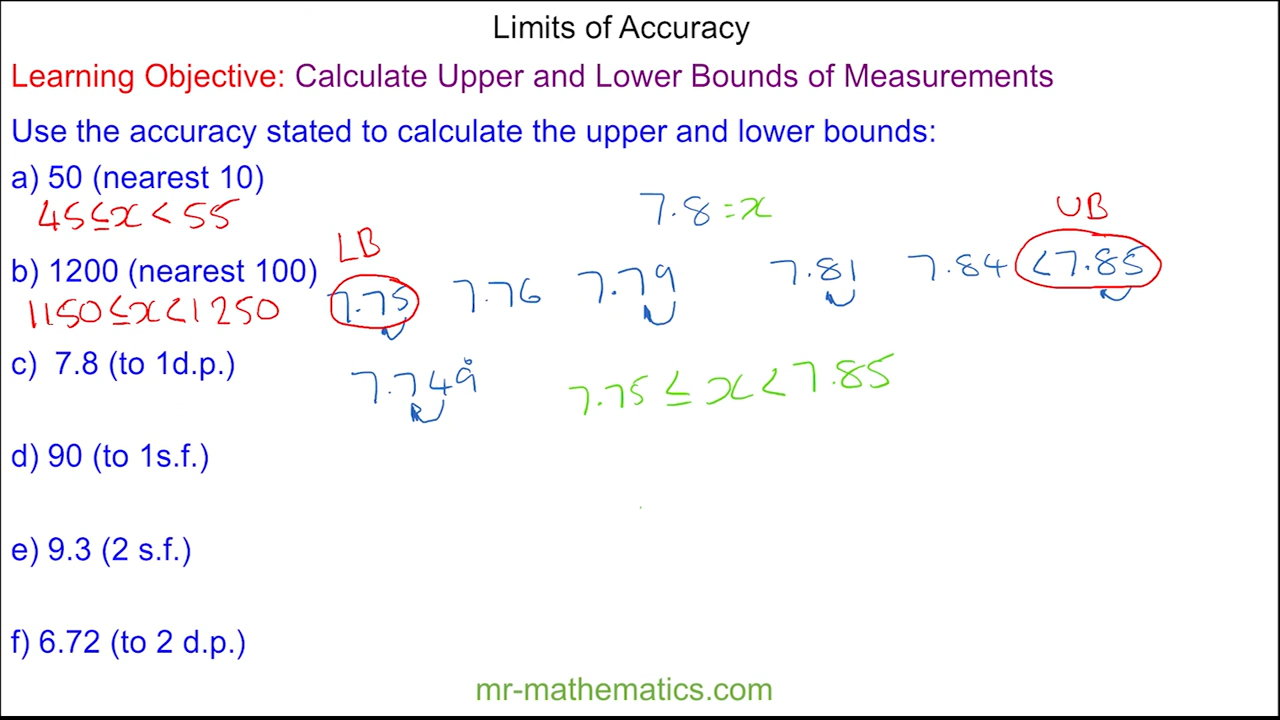 Limits of Accuracy
Learning Objective: Calculate Upper and Lower Bounds of Measurements
Use the accuracy stated to calculate the upper and lower bounds:
a) 50 (nearest 10)
45 ≤ x < 55
7.8 = x
UB
LB
b) 1200 (nearest 100)
7.75 7.76 7.79 7.81 7.84 < 7.85
1150 ≤ x < 1250
c) 7.8 (to 1d.p.)
7.749̇ 7.75 ≤ x < 7.85
d) 90 (to 1s.f.)
e) 9.3 (2 s.f.)
f) 6.72 (to 2 d.p.)
mr-mathematics.com